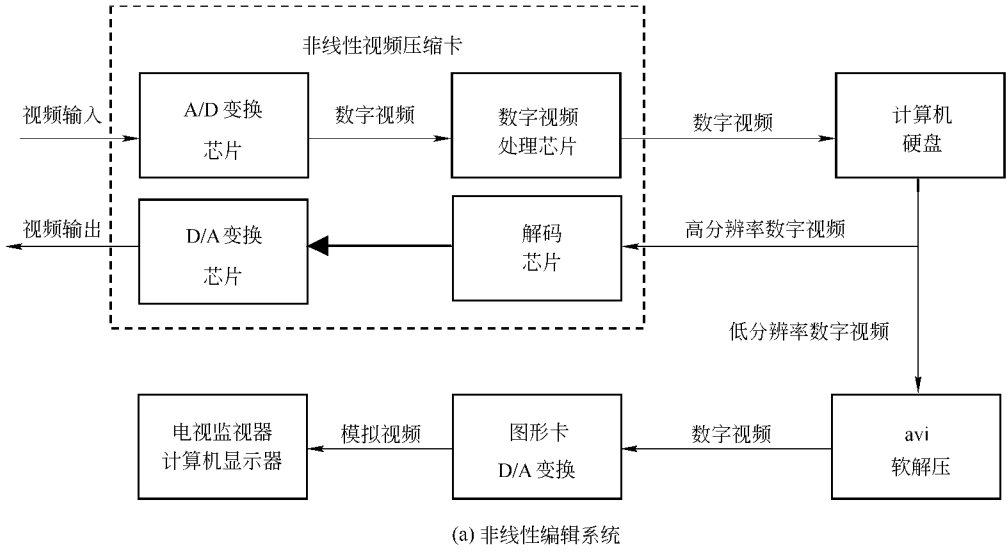 非线性视频压缩卡
视频输入
A/D 变换
芯片
数字视频
数字视频
处理芯片
数字视频
计算机
硬盘
视频输出
D/A 变换
芯片
解码
芯片
高分辨率数字视频
低分辨率数字视频
电视监视器
计算机显示器
模拟视频
图形卡
D/A 变换
数字视频
avi
软解压
(a) 非线性编辑系统